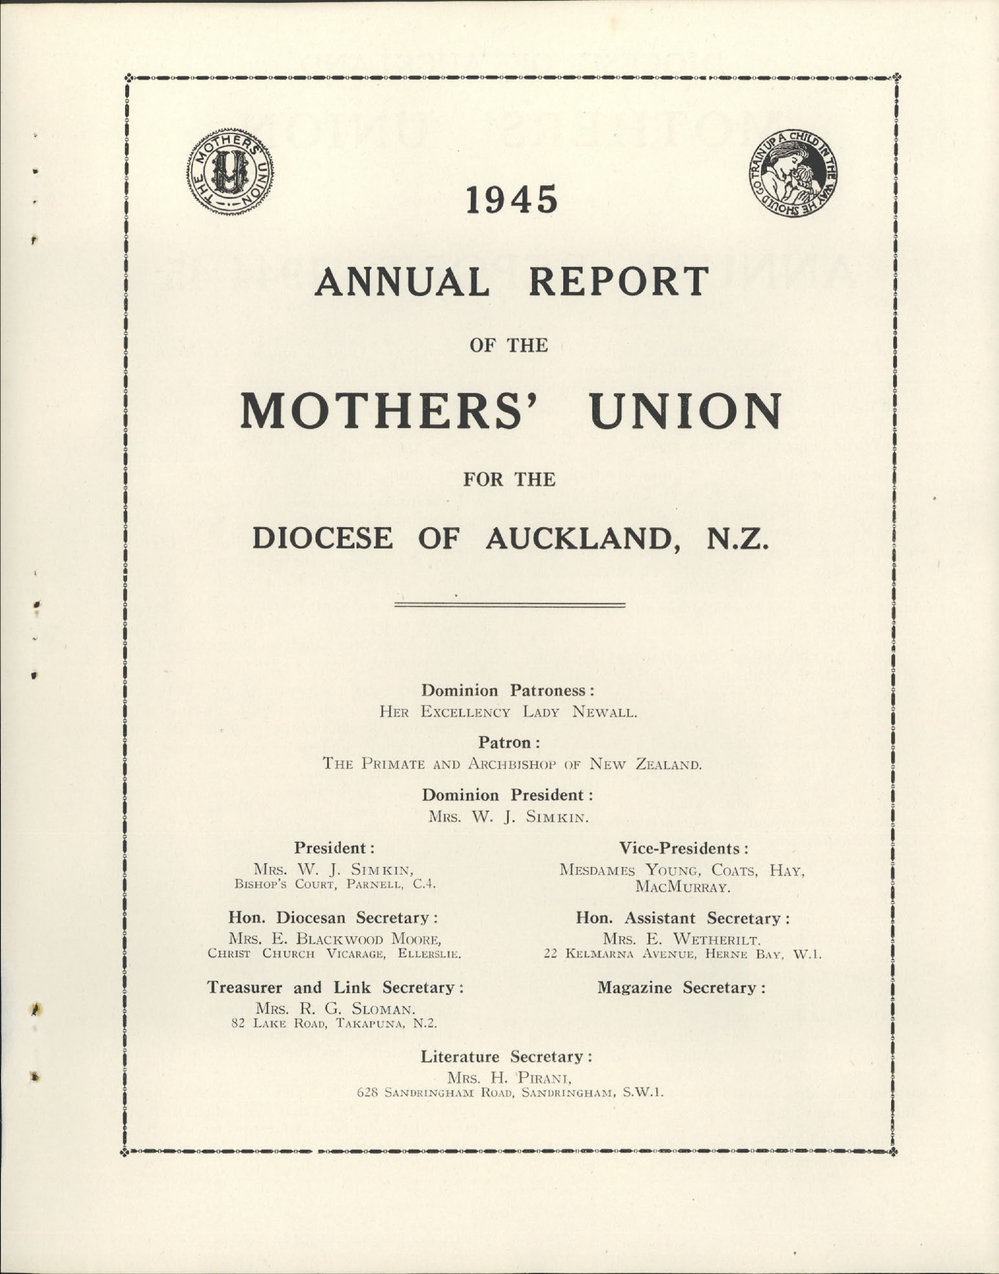 THE MOTHERS' UNION
TRAIN UP A CHILD IN THE WAY HE SHOULD GO
1945
ANNUAL REPORT
OF THE
MOTHERS' UNION
FOR THE
DIOCESE OF AUCKLAND, N.Z.
Dominion Patroness:
HER EXCELLENCY LADY NEWALL.
Patron:
THE PRIMATE AND ARCHBISHOP OF NEW ZEALAND.
Dominion President:
MRS. W. J. SIMKIN.
President:
MRS. W. J. SIMKIN,
BISHOP'S COURT, PARNELL, C.4.
Vice-Presidents:
MESDAMES YOUNG, COATS, HAY,
MACMURRAY.
Hon. Diocesan Secretary:
MRS. E. BLACKWOOD MOORE,
CHRIST CHURCH VICARAGE, ELLERSLIE.
Hon. Assistant Secretary:
MRS. E. WETHERILT.
22 KELMARNA AVENUE, HERNE BAY, W.1.
Treasurer and Link Secretary:
MRS. R. G. SLOMAN.
82 LAKE ROAD, TAKAPUNA, N.2.
Magazine Secretary:
Literature Secretary:
MRS. H. PIRANI,
628 SANDRINGHAM ROAD, SANDRINGHAM, S.W.1.